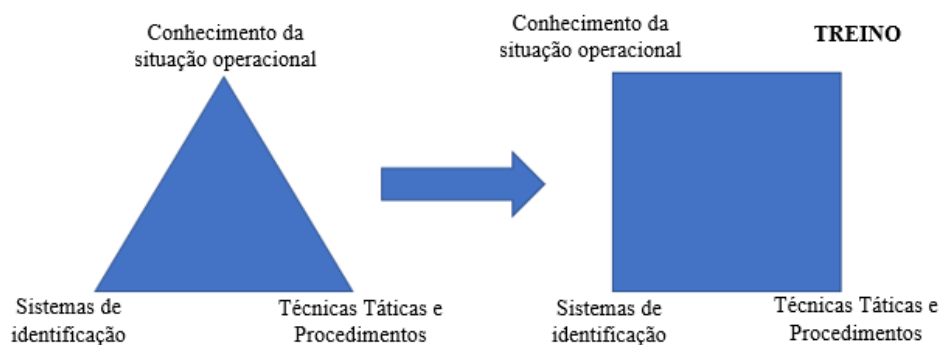 Conhecimento da
situação operacional
Sistemas de
identificação
Técnicas Táticas e
Procedimentos
Conhecimento da
situação operacional
TREINO
Sistemas de
identificação
Técnicas Táticas e
Procedimentos